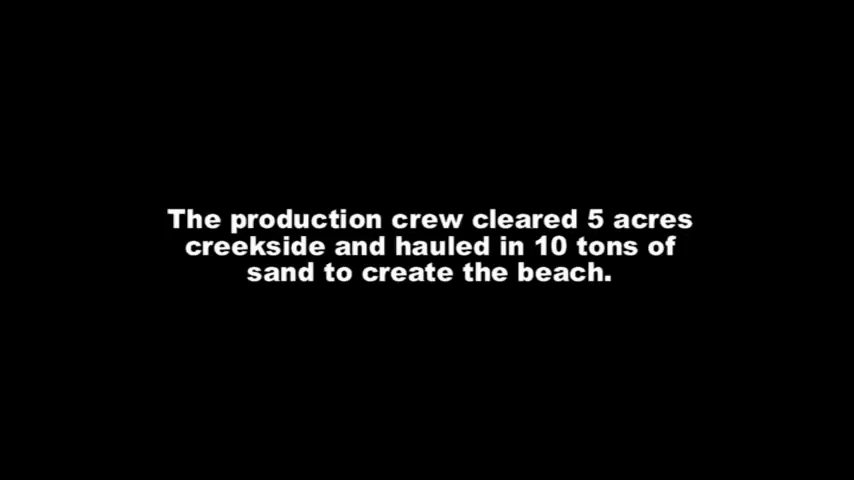 The production crew cleared 5 acres
creekside and hauled in 10 tons of
sand to create the beach.